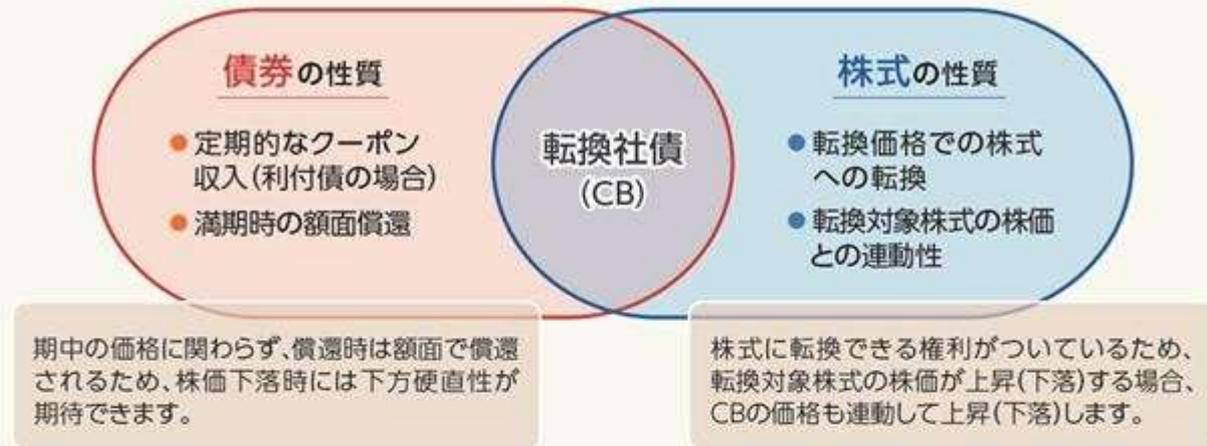 債券の性質
●定期的なクーポン
収入(利付債の場合)
●満期時の額面償還
転換社債
(CB)
株式の性質
●転換価格での株式
への転換
●転換対象株式の株価
との連動性
期中の価格に関わらず、償還時は額面で償還
されるため、株価下落時には下方硬直性が
期待できます。
株式に転換できる権利がついているため、
転換対象株式の株価が上昇(下落)する場合、
CBの価格も連動して上昇(下落)します。